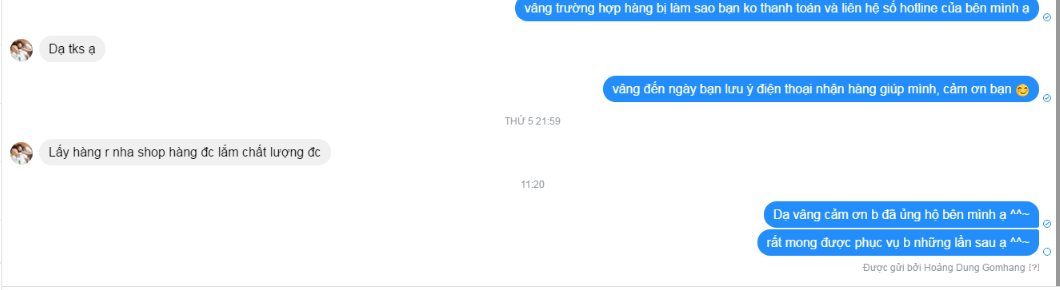 vâng trường hợp hàng bị làm sao bạn ko thanh toán và liên hệ số hotline của bên mình ạ
Dạ tks ạ
vâng đến ngày bạn lưu ý điện thoại nhận hàng giúp mình, cảm ơn bạn 😊
THỨ 5 21:59
Lấy hàng r nha shop hàng đc lắm chất lượng đc
11:20
Dạ vâng cảm ơn b đã ủng hộ bên mình ạ ^^~
rất mong được phục vụ b những lần sau ạ ^^~
Được gửi bởi Hoàng Dung Gomhang [?]